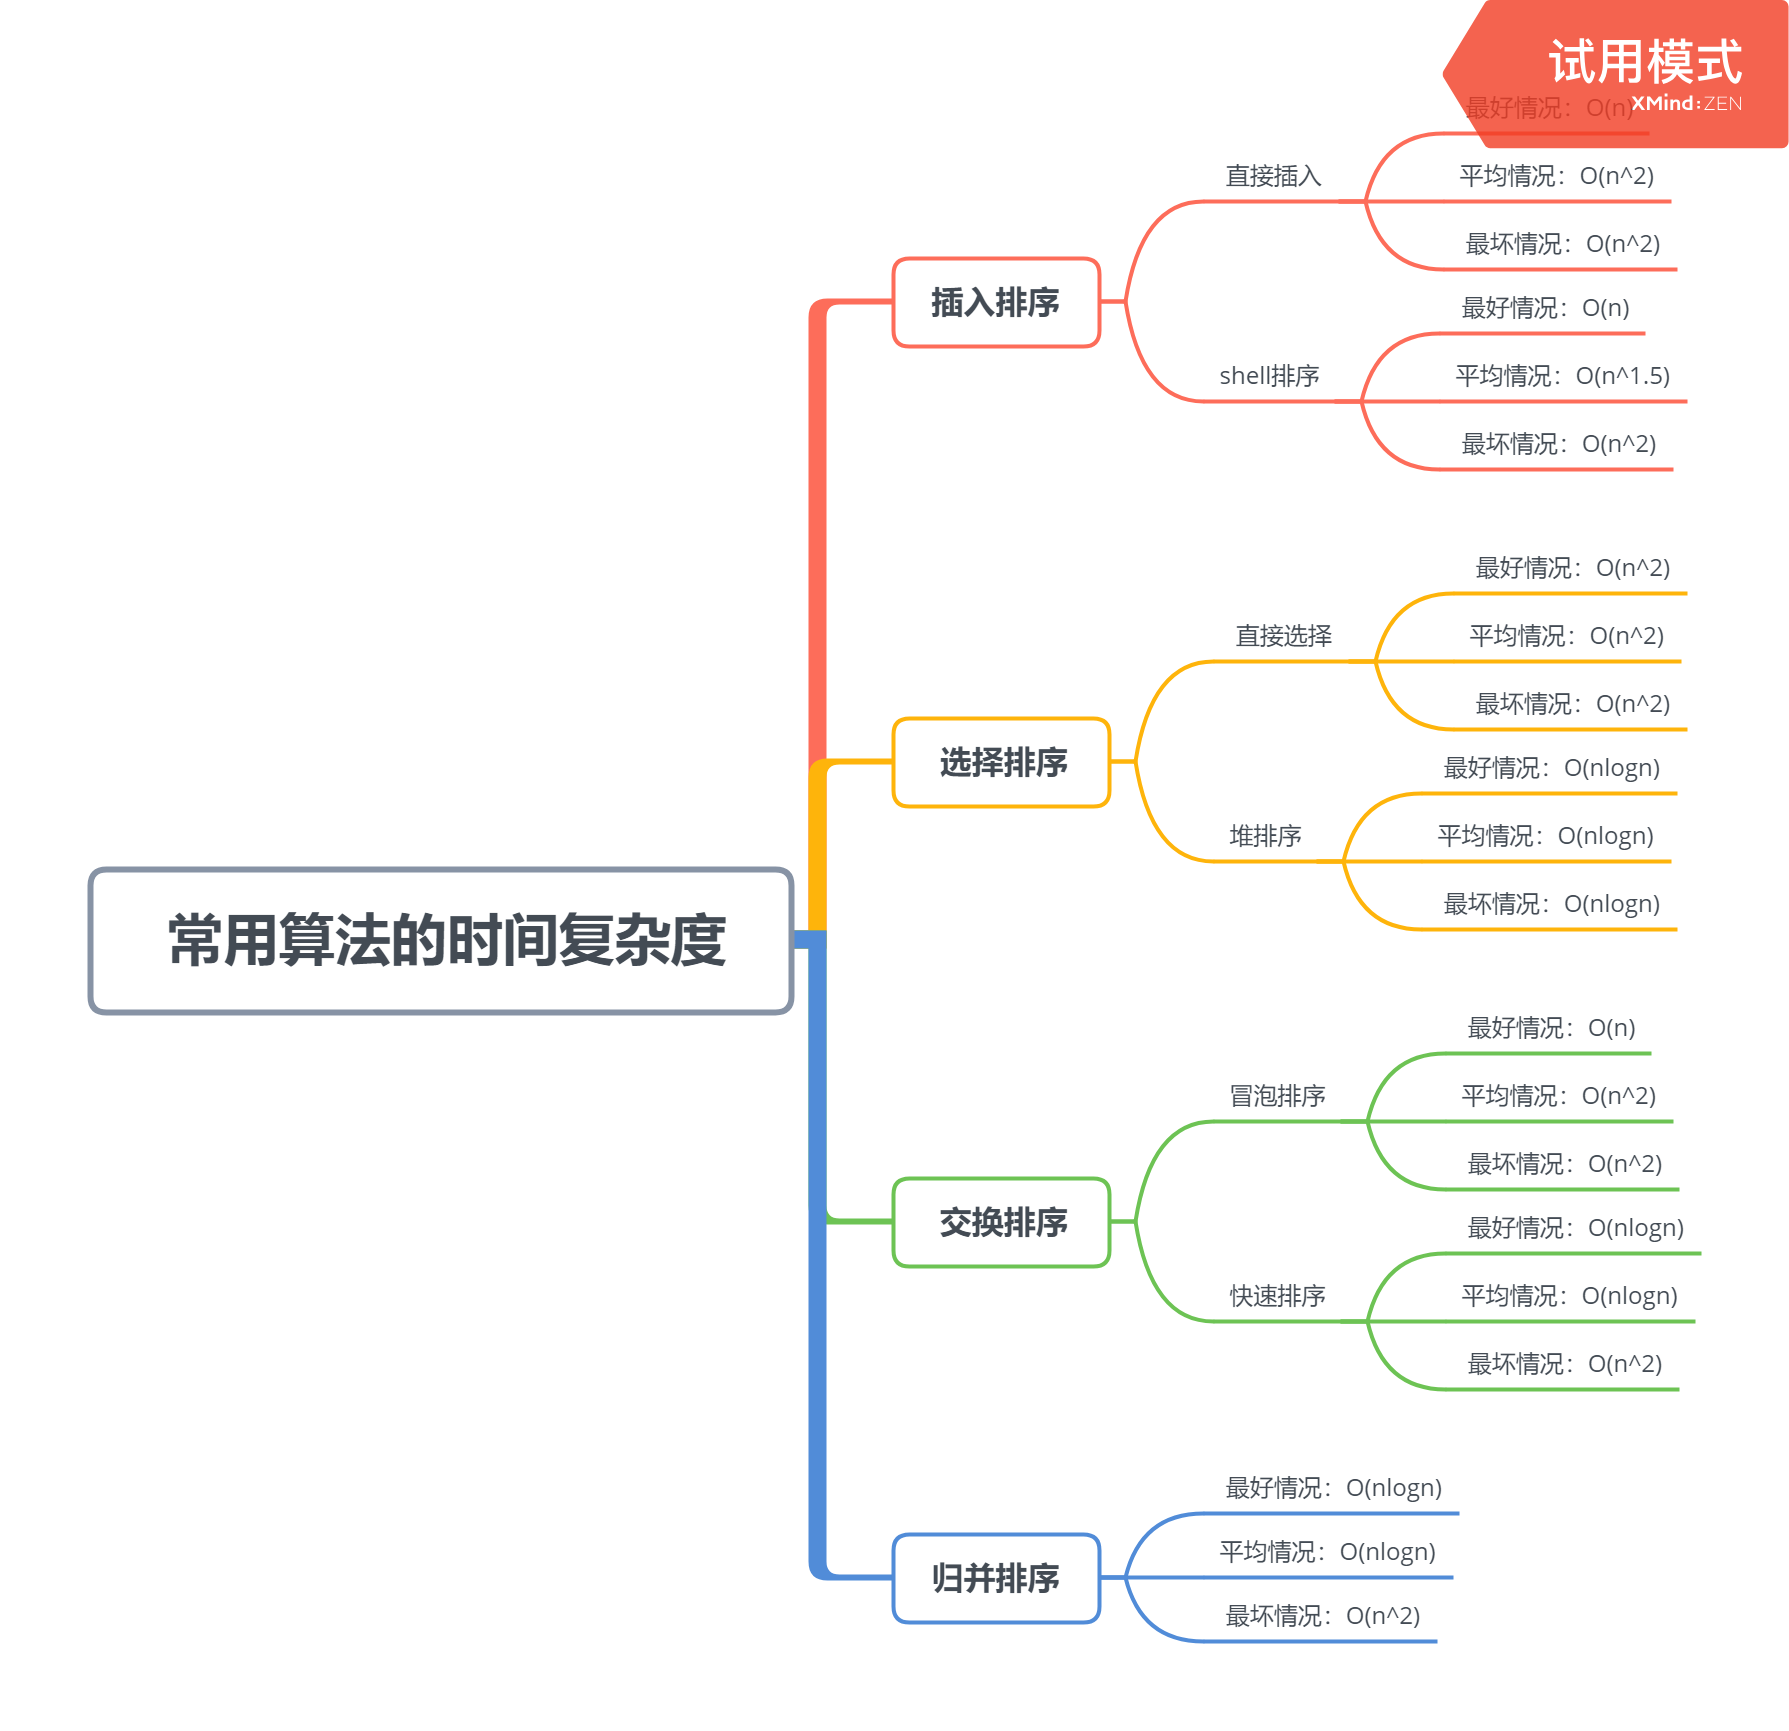 试用模式
XMind:ZEN
常用算法的时间复杂度
插入排序
直接插入
最好情况：O(n)
平均情况：O(n^2)
最坏情况：O(n^2)
shell排序
最好情况：O(n)
平均情况：O(n^1.5)
最坏情况：O(n^2)
选择排序
直接选择
最好情况：O(n^2)
平均情况：O(n^2)
最坏情况：O(n^2)
堆排序
最好情况：O(nlogn)
平均情况：O(nlogn)
最坏情况：O(nlogn)
交换排序
冒泡排序
最好情况：O(n)
平均情况：O(n^2)
最坏情况：O(n^2)
快速排序
最好情况：O(nlogn)
平均情况：O(nlogn)
最坏情况：O(n^2)
归并排序
最好情况：O(nlogn)
平均情况：O(nlogn)
最坏情况：O(n^2)